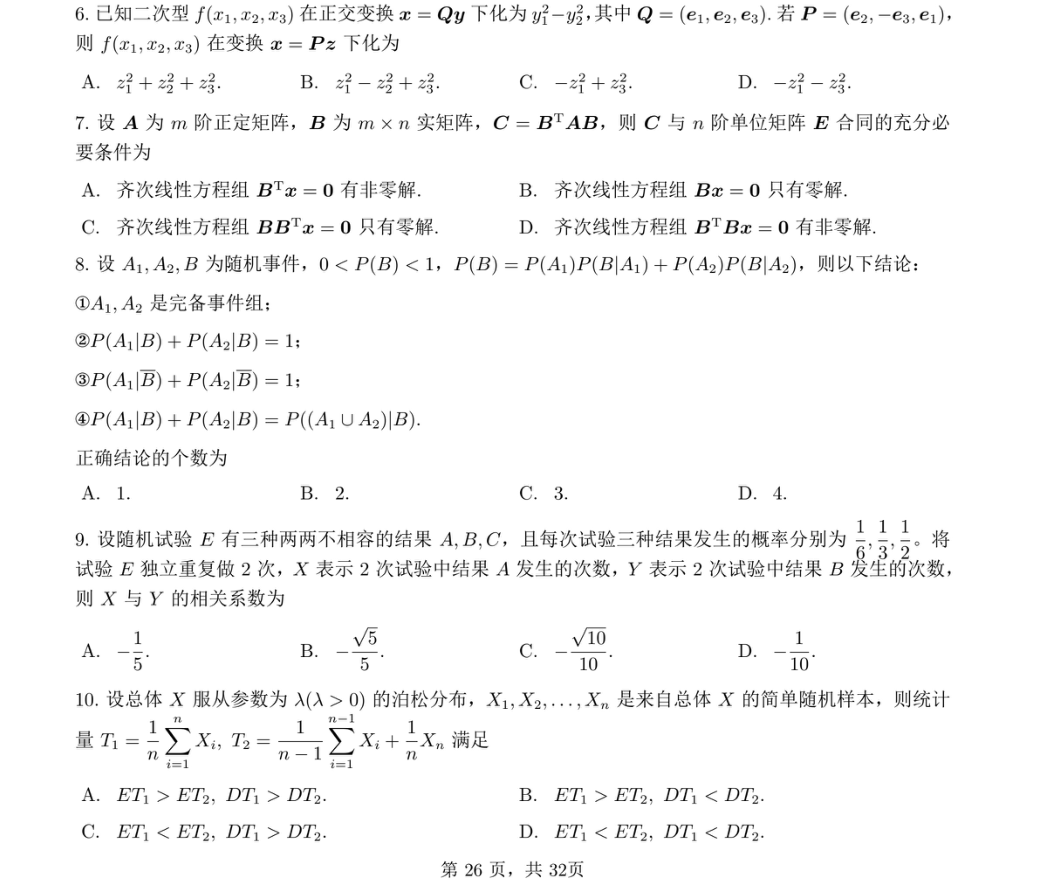 6. 已知二次型 f(x₁, x₂, x₃) 在正交变换 x = Qy 下化为 y₁²−y₂²,其中 Q = (e₁, e₂, e₃). 若 P = (e₂, −e₃, e₁),
则 f(x₁, x₂, x₃) 在变换 x = Pz 下化为
A. z₁² + z₂² + z₃². B. z₁² − z₂² + z₃². C. −z₁² + z₃². D. −z₁² − z₃².
7. 设 A 为 m 阶正定矩阵，B 为 m × n 实矩阵，C = BᵀAB，则 C 与 n 阶单位矩阵 E 合同的充分必
要条件为
A. 齐次线性方程组 Bᵀx = 0 有非零解. B. 齐次线性方程组 Bx = 0 只有零解.
C. 齐次线性方程组 BBᵀx = 0 只有零解. D. 齐次线性方程组 BᵀBx = 0 有非零解.
8. 设 A₁, A₂, B 为随机事件，0 < P(B) < 1，P(B) = P(A₁)P(B|A₁) + P(A₂)P(B|A₂)，则以下结论：
①A₁, A₂ 是完备事件组;
②P(A₁|B) + P(A₂|B) = 1;
③P(A₁|B̅) + P(A₂|B̅) = 1;
④P(A₁|B) + P(A₂|B) = P((A₁ ∪ A₂)|B).
正确结论的个数为
A. 1. B. 2. C. 3. D. 4.
9. 设随机试验 E 有三种两两不相容的结果 A, B, C，且每次试验三种结果发生的概率分别为 1/6, 1/3, 1/2。将
试验 E 独立重复做 2 次，X 表示 2 次试验中结果 A 发生的次数，Y 表示 2 次试验中结果 B 发生的次数，
则 X 与 Y 的相关系数为
A. −1/5. B. −√5/5. C. −√10/10. D. −1/10.
10. 设总体 X 服从参数为 λ(λ > 0) 的泊松分布，X₁, X₂, . . . , Xₙ 是来自总体 X 的简单随机样本，则统计
量 T₁ = 1/n ∑ᵢ₌₁ⁿ Xᵢ, T₂ = 1/(n − 1) ∑ᵢ₌₁ⁿ⁻¹ Xᵢ + 1/n Xₙ 满足
A. ET₁ > ET₂, DT₁ > DT₂. B. ET₁ > ET₂, DT₁ < DT₂.
C. ET₁ < ET₂, DT₁ > DT₂. D. ET₁ < ET₂, DT₁ < DT₂.
第 26 页，共 32页